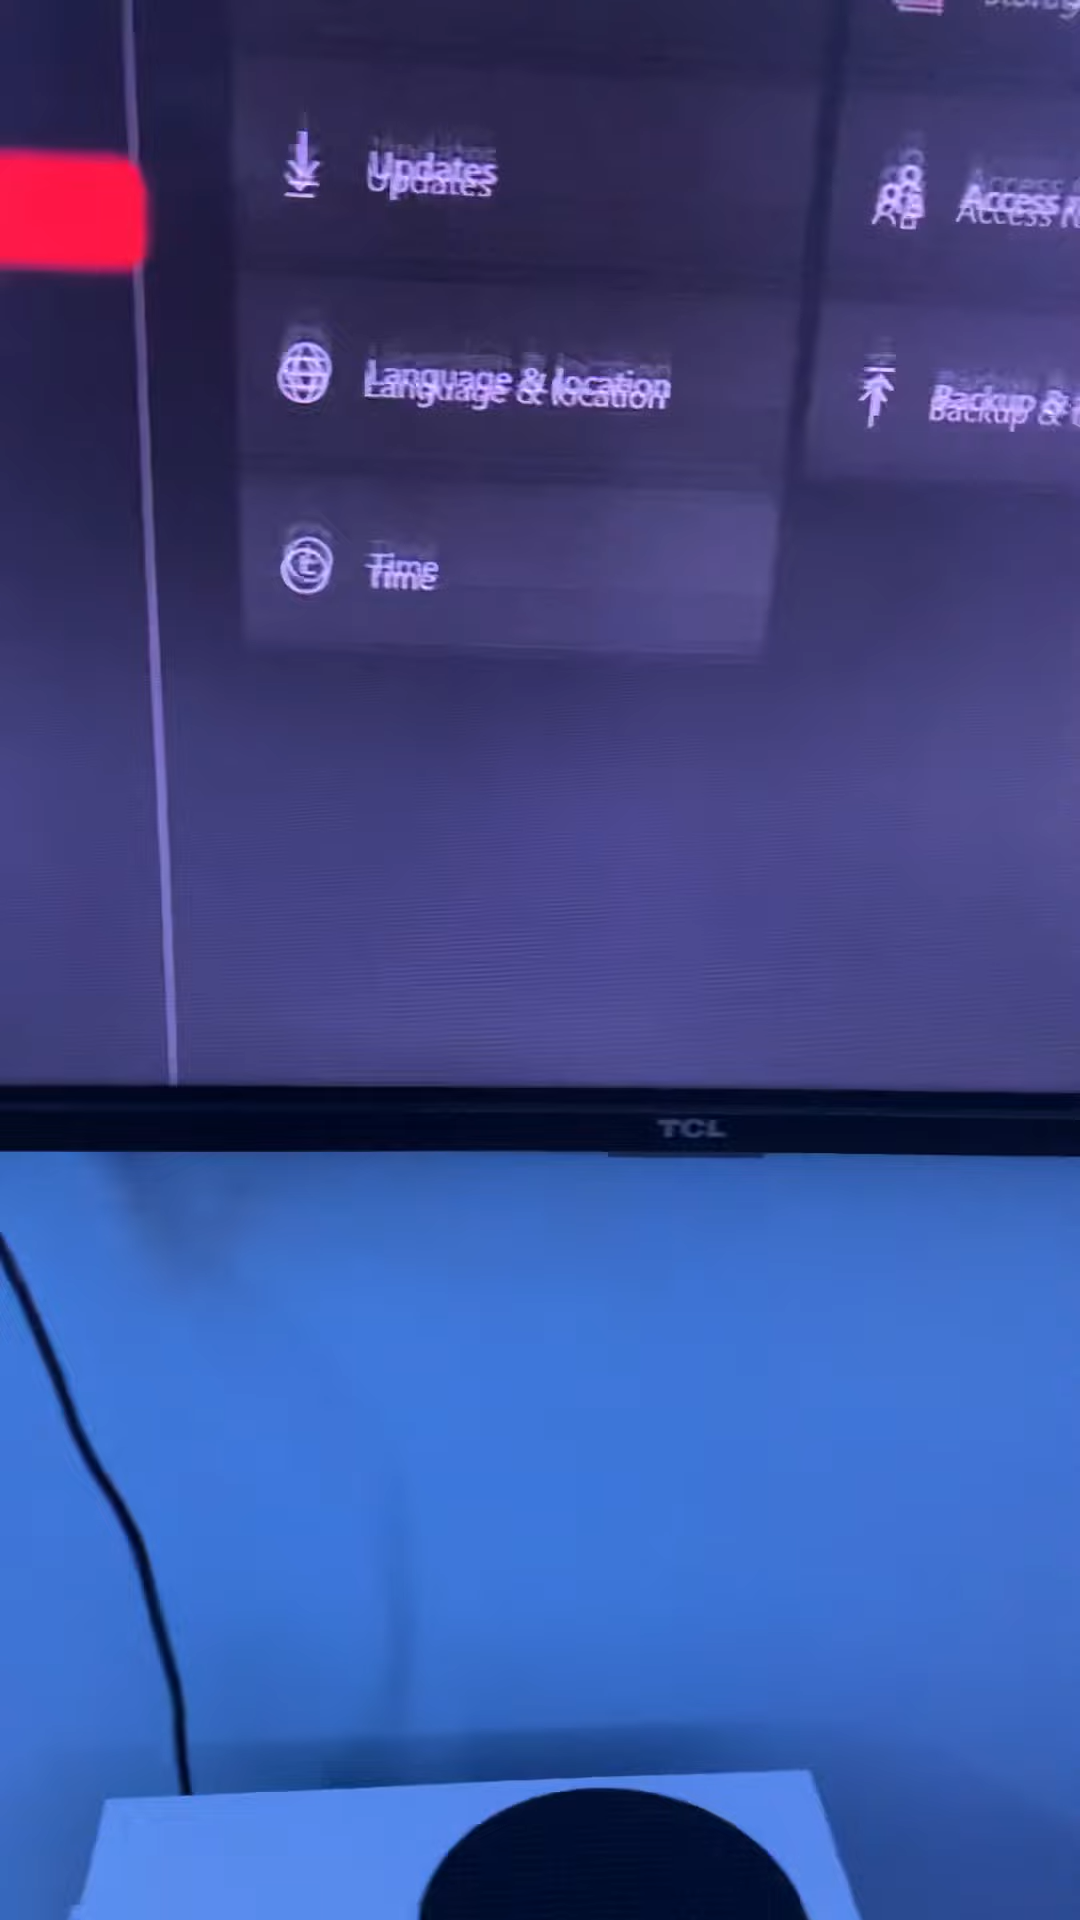 Updates
Language & location
Time
Access
Backup &
TCL